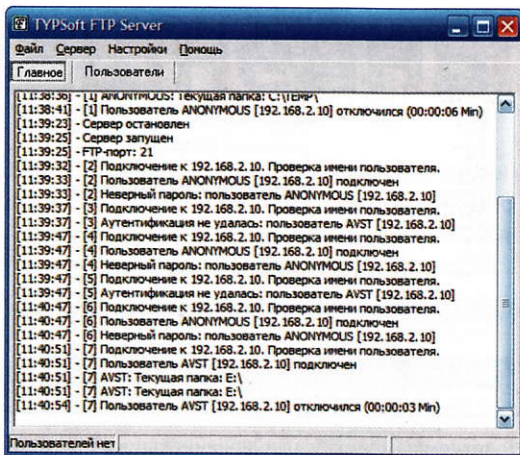 TYPSoft FTP Server
Файл Сервер Настройки Помощь
Главное Пользователи
[11:38:36] - [1] ANONYMOUS: Текущая папка: C:\TEMP\
[11:38:41] - [1] Пользователь ANONYMOUS [192.168.2.10] отключился (00:00:06 Min)
[11:39:23] - Сервер остановлен
[11:39:25] - Сервер запущен
[11:39:25] - FTP-порт: 21
[11:39:32] - [2] Подключение к 192.168.2.10. Проверка имени пользователя.
[11:39:33] - [2] Пользователь ANONYMOUS [192.168.2.10] подключен
[11:39:33] - [2] Неверный пароль: пользователь ANONYMOUS [192.168.2.10]
[11:39:37] - [3] Подключение к 192.168.2.10. Проверка имени пользователя.
[11:39:37] - [3] Аутентификация не удалась: пользователь AVST [192.168.2.10]
[11:39:47] - [4] Подключение к 192.168.2.10. Проверка имени пользователя.
[11:39:47] - [4] Пользователь ANONYMOUS [192.168.2.10] подключен
[11:39:47] - [4] Неверный пароль: пользователь ANONYMOUS [192.168.2.10]
[11:39:47] - [5] Подключение к 192.168.2.10. Проверка имени пользователя.
[11:39:47] - [5] Аутентификация не удалась: пользователь AVST [192.168.2.10]
[11:40:47] - [6] Подключение к 192.168.2.10. Проверка имени пользователя.
[11:40:47] - [6] Пользователь ANONYMOUS [192.168.2.10] подключен
[11:40:47] - [6] Неверный пароль: пользователь ANONYMOUS [192.168.2.10]
[11:40:51] - [7] Подключение к 192.168.2.10. Проверка имени пользователя.
[11:40:51] - [7] Пользователь AVST [192.168.2.10] подключен
[11:40:51] - [7] AVST: Текущая папка: E:\
[11:40:51] - [7] AVST: Текущая папка: E:\
[11:40:54] - [7] Пользователь AVST [192.168.2.10] отключился (00:00:03 Min)
Пользователей нет